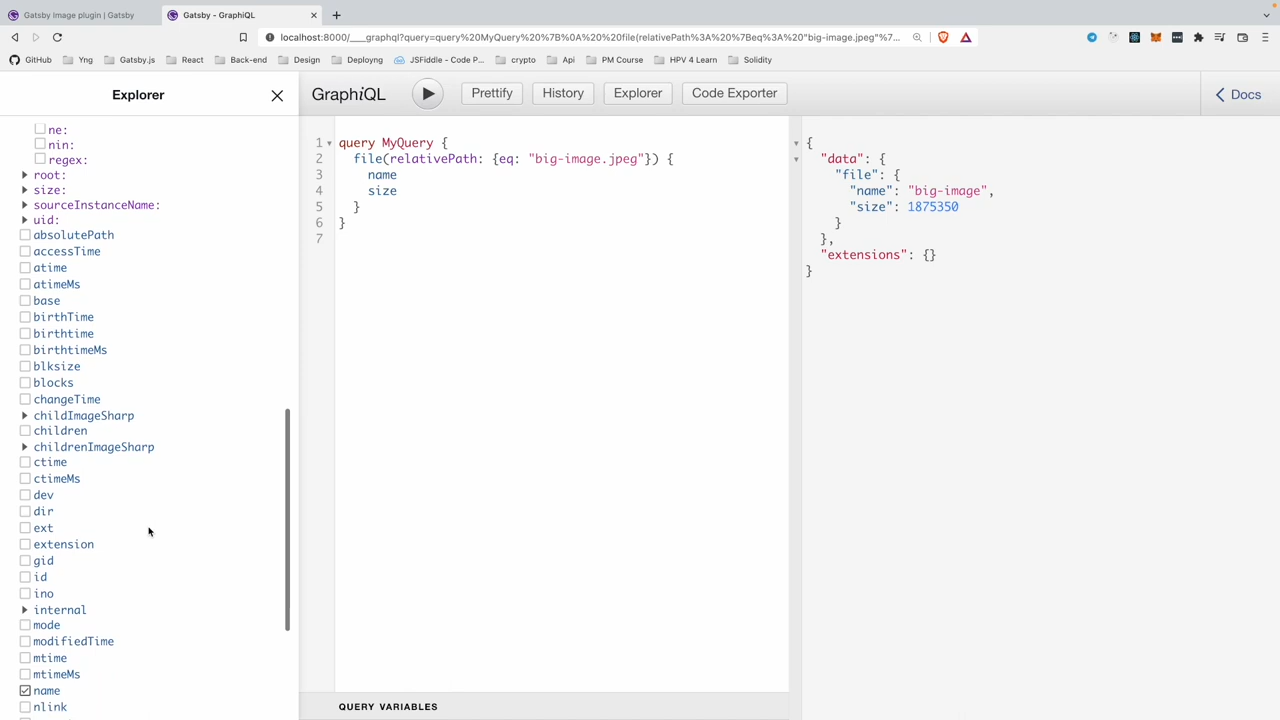 Gatsby Image plugin | Gatsby
Gatsby - GraphiQL
localhost:8000/___graphql?query=query%20MyQuery%20%7B%0A%20%20file(relativePath%3A%20%7Beq%3A%20"big-image.jpeg"%7...
GitHub Yng Gatsby.js React Back-end Design Deployng JSFiddle - Code P... crypto Api PM Course HPV 4 Learn Solidity
Explorer
GraphiQL
Prettify
History
Explorer
Code Exporter
Docs
ne:
nin:
regex:
root:
size:
sourceInstanceName:
uid:
absolutePath
accessTime
atime
atimeMs
base
birthTime
birthtime
birthtimeMs
blksize
blocks
changeTime
childImageSharp
children
childrenImageSharp
ctime
ctimeMs
dev
dir
ext
extension
gid
id
ino
internal
mode
modifiedTime
mtime
mtimeMs
name
nlink
1 query MyQuery {
2 file(relativePath: {eq: "big-image.jpeg"}) {
3 name
4 size
5 }
6 }
7
{
"data": {
"file": {
"name": "big-image",
"size": 1875350
}
},
"extensions": {}
}
QUERY VARIABLES